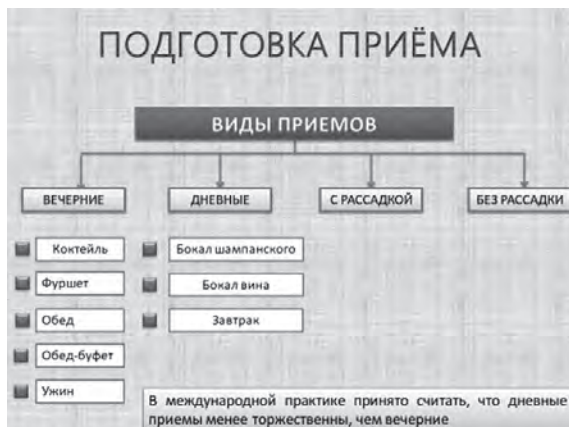 ПОДГОТОВКА ПРИЁМА
ВИДЫ ПРИЕМОВ
ВЕЧЕРНИЕ
ДНЕВНЫЕ
С РАССАДКОЙ
БЕЗ РАССАДКИ
Коктейль
Фуршет
Обед
Обед-буфет
Ужин
Бокал шампанского
Бокал вина
Завтрак
В международной практике принято считать, что дневные
приемы менее торжественны, чем вечерние